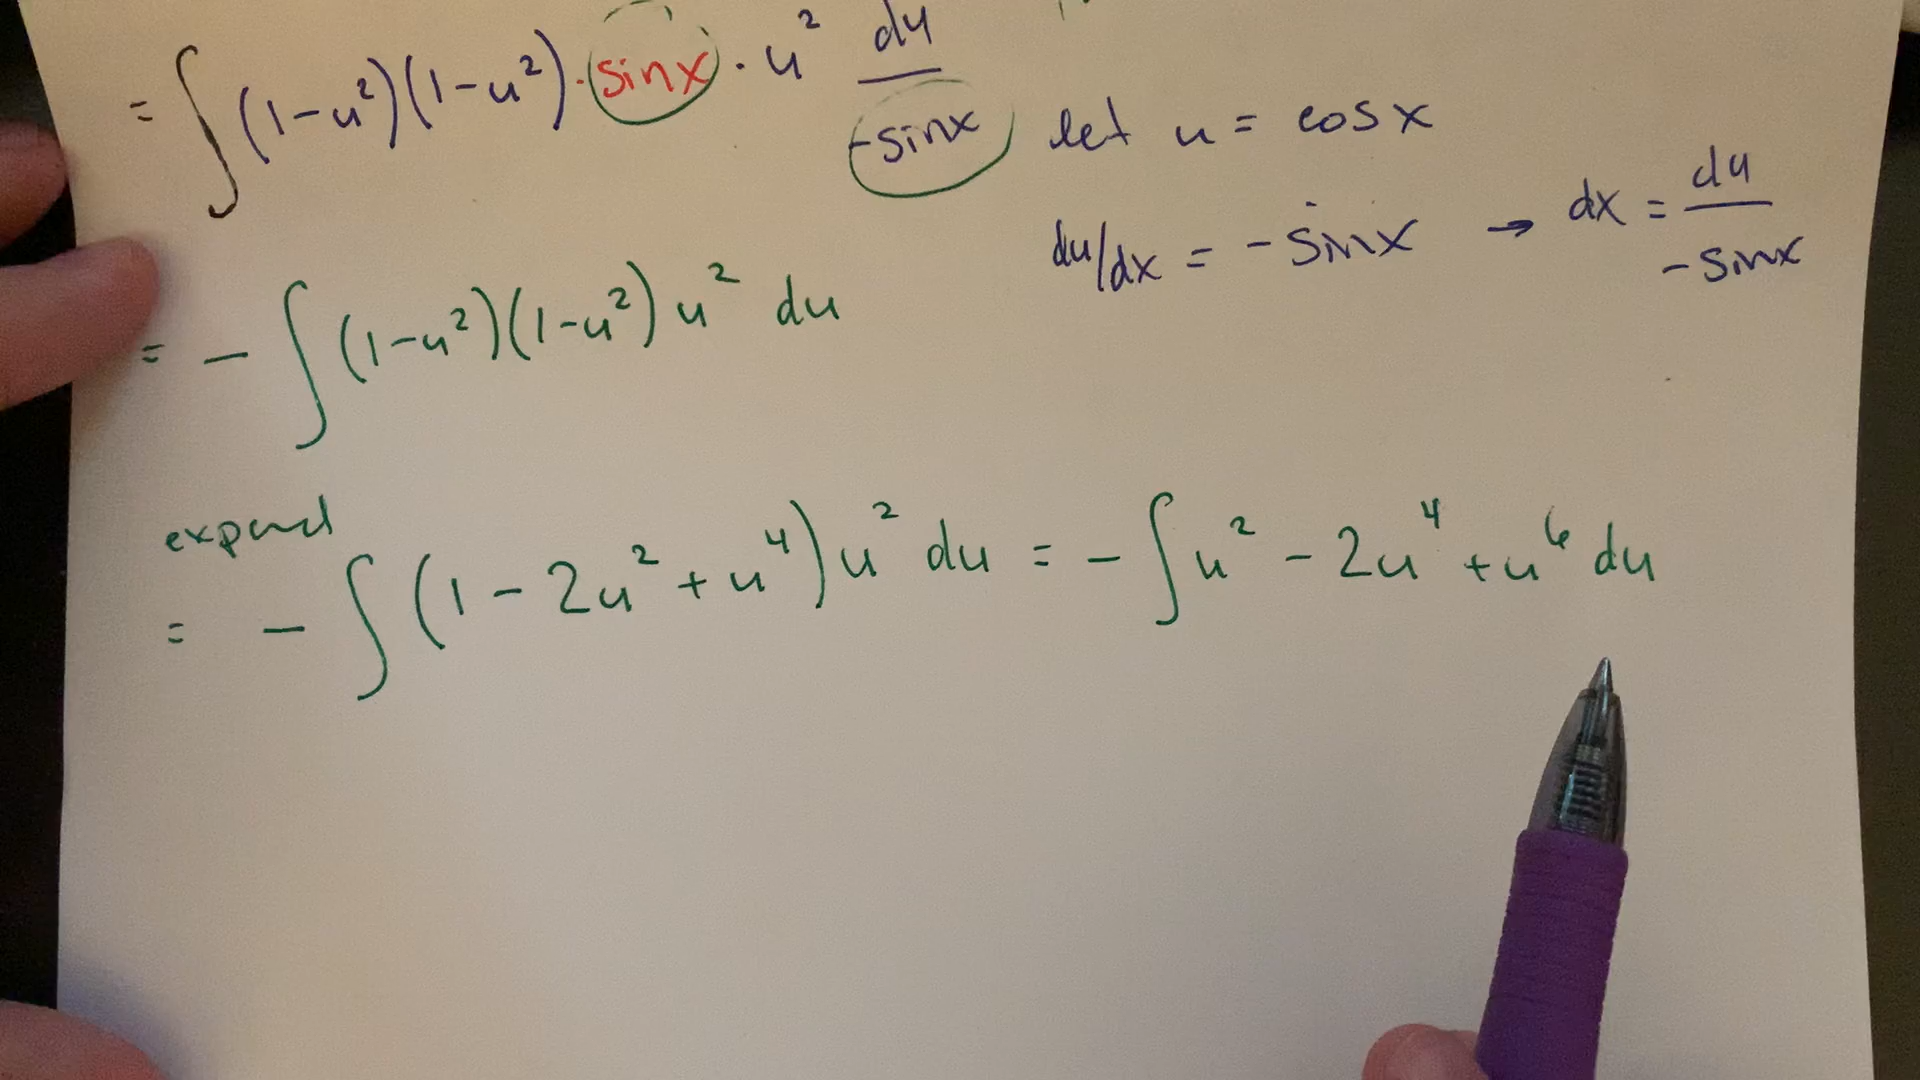 = ∫(1-u²)(1-u²)·sinx·u² du/-sinx
let u = cosx
du/dx = -sinx → dx = du/-sinx
= - ∫(1-u²)(1-u²)u² du
expand
= - ∫(1-2u²+u⁴)u² du = - ∫u² - 2u⁴ + u⁶ du